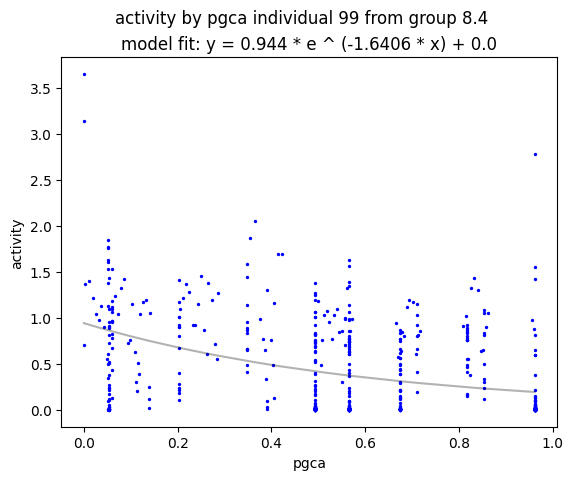 activity by pgca individual 99 from group 8.4
model fit: y = 0.944 * e ^ (-1.6406 * x) + 0.0
3.5
3.0
2.5
2.0
1.5
1.0
0.5
0.0
activity
0.0 0.2 0.4 0.6 0.8 1.0
pgca